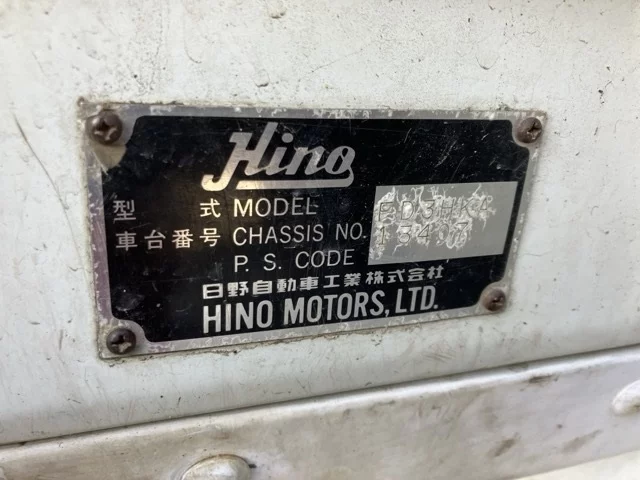 Hino
型 式 MODEL
車台番号 CHASSIS NO.
P. S. CODE
日野自動車工業株式会社
HINO MOTORS, LTD.